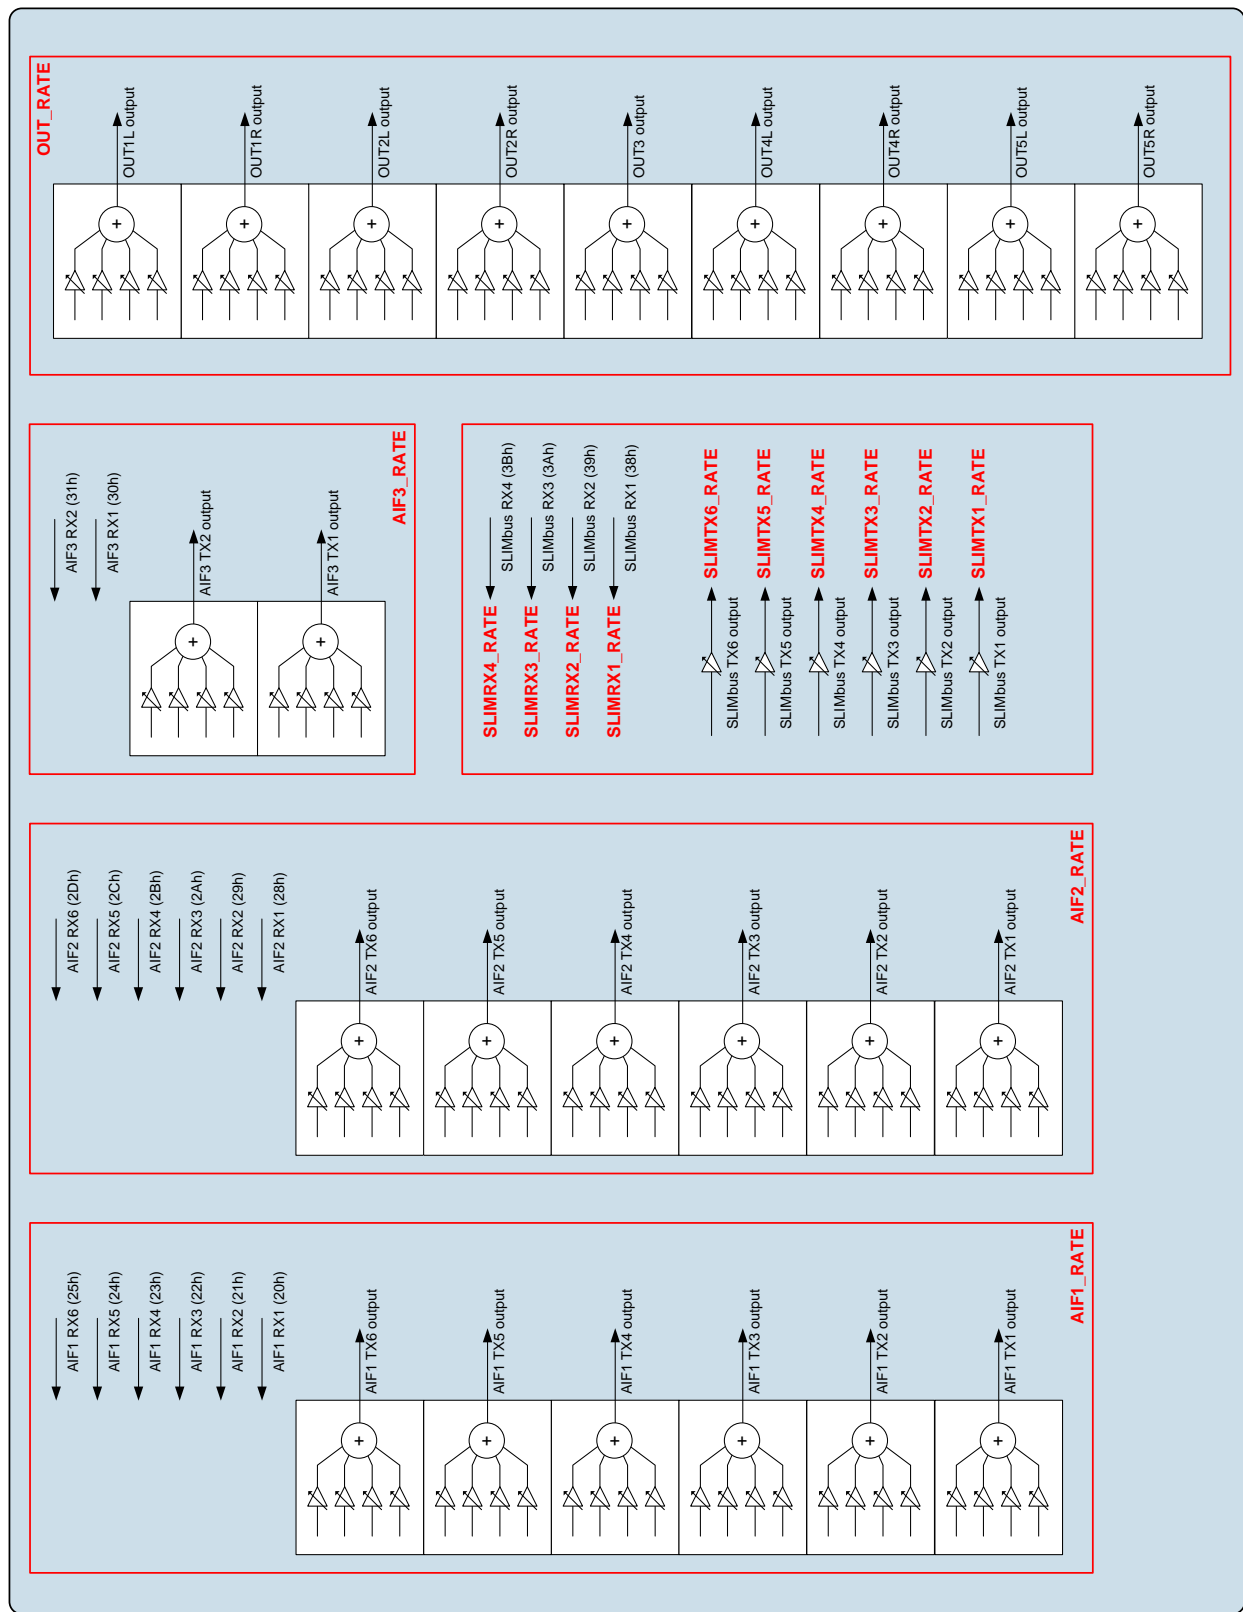 OUT_RATE
OUT1L output
OUT1R output
OUT2L output
OUT2R output
OUT3 output
OUT4L output
OUT4R output
OUT5L output
OUT5R output
+
+
+
+
+
+
+
+
+
AIF3 RX2 (31h)
AIF3 RX1 (30h)
AIF3_RATE
AIF3 TX2 output
AIF3 TX1 output
+
+
SLIMbus RX4 (3Bh)
SLIMbus RX3 (3Ah)
SLIMbus RX2 (39h)
SLIMbus RX1 (38h)
SLIMRX4_RATE
SLIMRX3_RATE
SLIMRX2_RATE
SLIMRX1_RATE
SLIMTX6_RATE
SLIMTX5_RATE
SLIMTX4_RATE
SLIMTX3_RATE
SLIMTX2_RATE
SLIMTX1_RATE
SLIMbus TX6 output
SLIMbus TX5 output
SLIMbus TX4 output
SLIMbus TX3 output
SLIMbus TX2 output
SLIMbus TX1 output
AIF2 RX6 (2Dh)
AIF2 RX5 (2Ch)
AIF2 RX4 (2Bh)
AIF2 RX3 (2Ah)
AIF2 RX2 (29h)
AIF2 RX1 (28h)
AIF2_RATE
AIF2 TX6 output
AIF2 TX5 output
AIF2 TX4 output
AIF2 TX3 output
AIF2 TX2 output
AIF2 TX1 output
+
+
+
+
+
+
AIF1 RX6 (25h)
AIF1 RX5 (24h)
AIF1 RX4 (23h)
AIF1 RX3 (22h)
AIF1 RX2 (21h)
AIF1 RX1 (20h)
AIF1_RATE
AIF1 TX6 output
AIF1 TX5 output
AIF1 TX4 output
AIF1 TX3 output
AIF1 TX2 output
AIF1 TX1 output
+
+
+
+
+
+